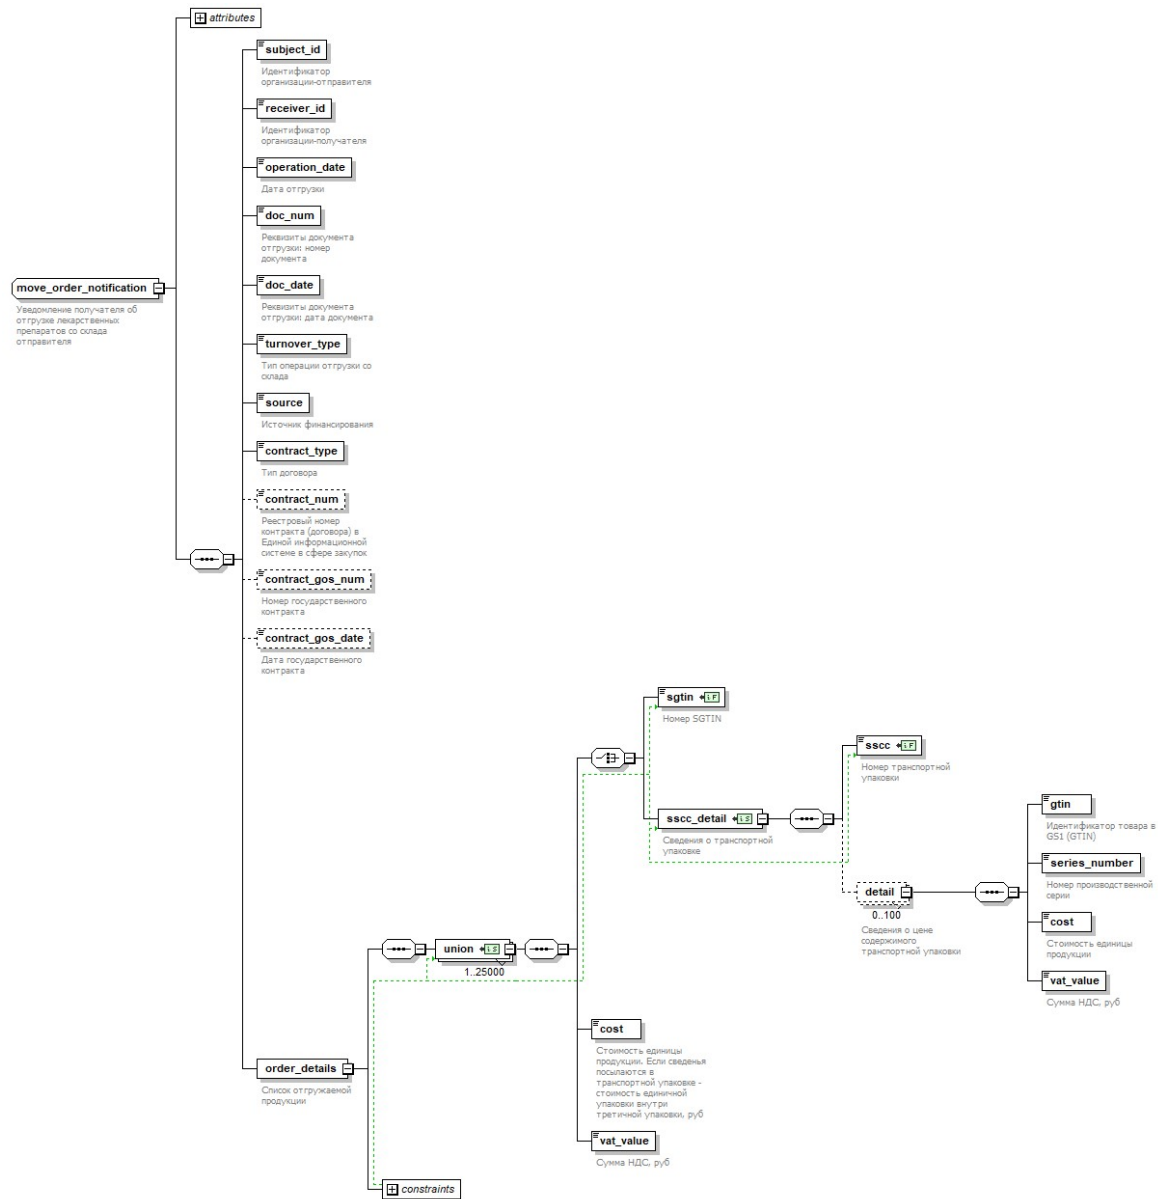 attributes
subject_id
Идентификатор
организации-отправителя
receiver_id
Идентификатор
организации-получателя
operation_date
Дата отгрузки
doc_num
Реквизиты документа
отгрузки: номер
документа
move_order_notification
Уведомление получателя об
отгрузке лекарственных
препаратов со склада
отправителя
doc_date
Реквизиты документа
отгрузки: дата документа
turnover_type
Тип операции отгрузки со
склада
source
Источник финансирования
contract_type
Тип договора
contract_num
Реестровый номер
контракта (договора) в
Единой информационной
системе в сфере закупок
contract_gos_num
Номер государственного
контракта
contract_gos_date
Дата государственного
контракта
sgtin
Номер SGTIN
sscc
Номер транспортной
упаковки
sscc_detail
Сведения о транспортной
упаковке
gtin
Идентификатор товара в
GS1 (GTIN)
series_number
Номер производственной
серии
detail
0..100
Сведения о цене
содержимого
транспортной упаковки
cost
Стоимость единицы
продукции
vat_value
Сумма НДС, руб
union
1..25000
cost
Стоимость единицы
продукции. Если сведенья
посылаются в
транспортной упаковке -
стоимость единичной
упаковки внутри
третичной упаковки, руб
order_details
Список отгружаемой
продукции
vat_value
Сумма НДС, руб
constraints